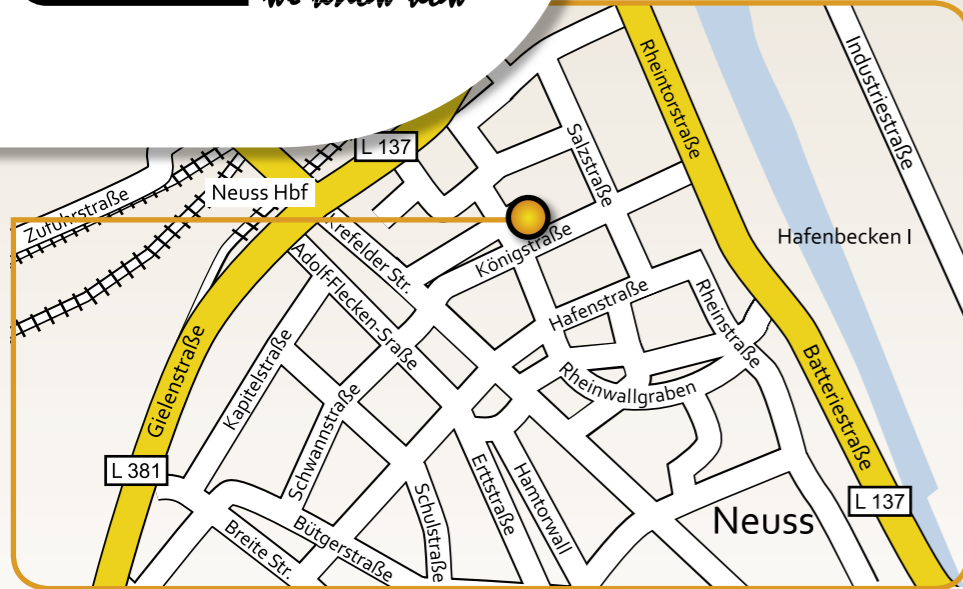 L 137
Rheintorstraße
Industriestraße
Salzstraße
Neuss Hbf
Zufuhrstraße
Krefelder Str.
Königstraße
Hafenbecken I
Adolf-Flecken-Sraße
Hafenstraße
Rheinstraße
Gielenstraße
Kapitelstraße
Rheinwallgraben
Batteriestraße
Schwannstraße
L 381
Erttstraße
Hamtorwall
Schulstraße
L 137
Neuss
Bütgerstraße
Breite Str.